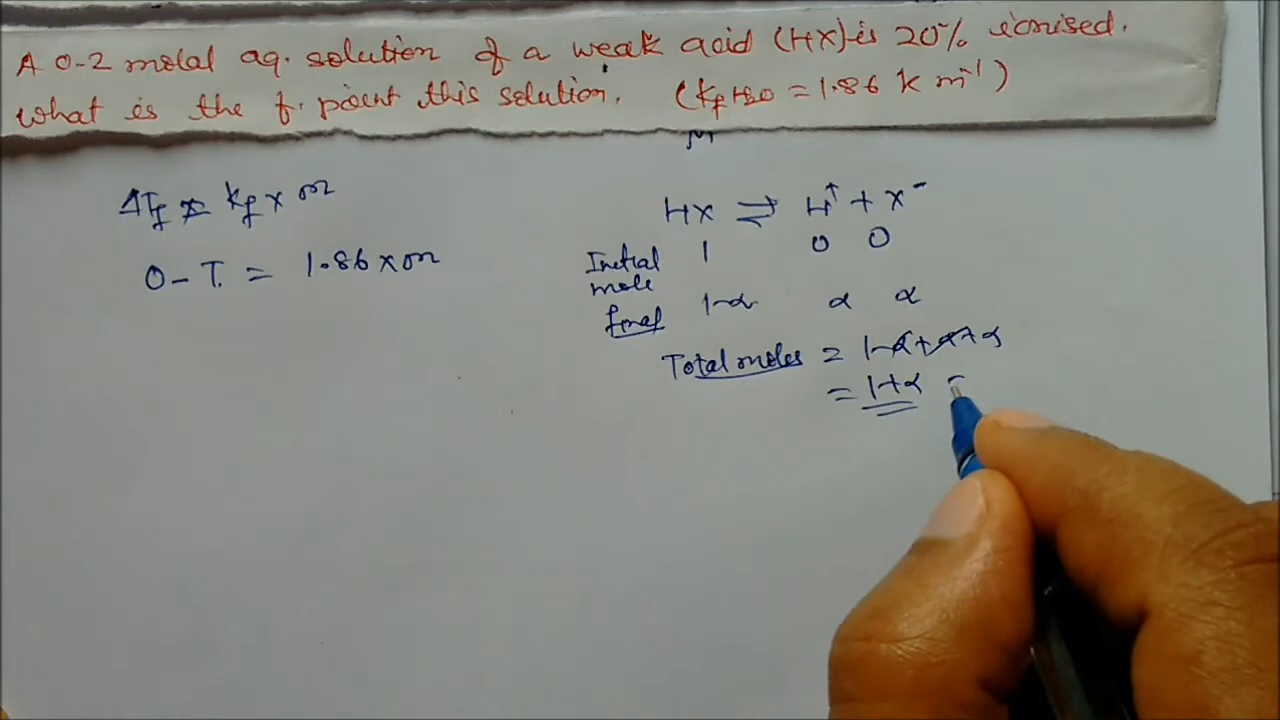 A 0.2 molal aq. solution of a weak acid (HX) is 20% ionised.
what is the f. point this solution. (Kf H2O = 1.86 K m⁻¹)
ΔTf = Kf x m
0 - T. = 1.86 x m
HX ⇌ H⁺ + X⁻
Initial mole 1 0 0
final 1-α α α
Total moles = 1-α+α+α
= 1+α =